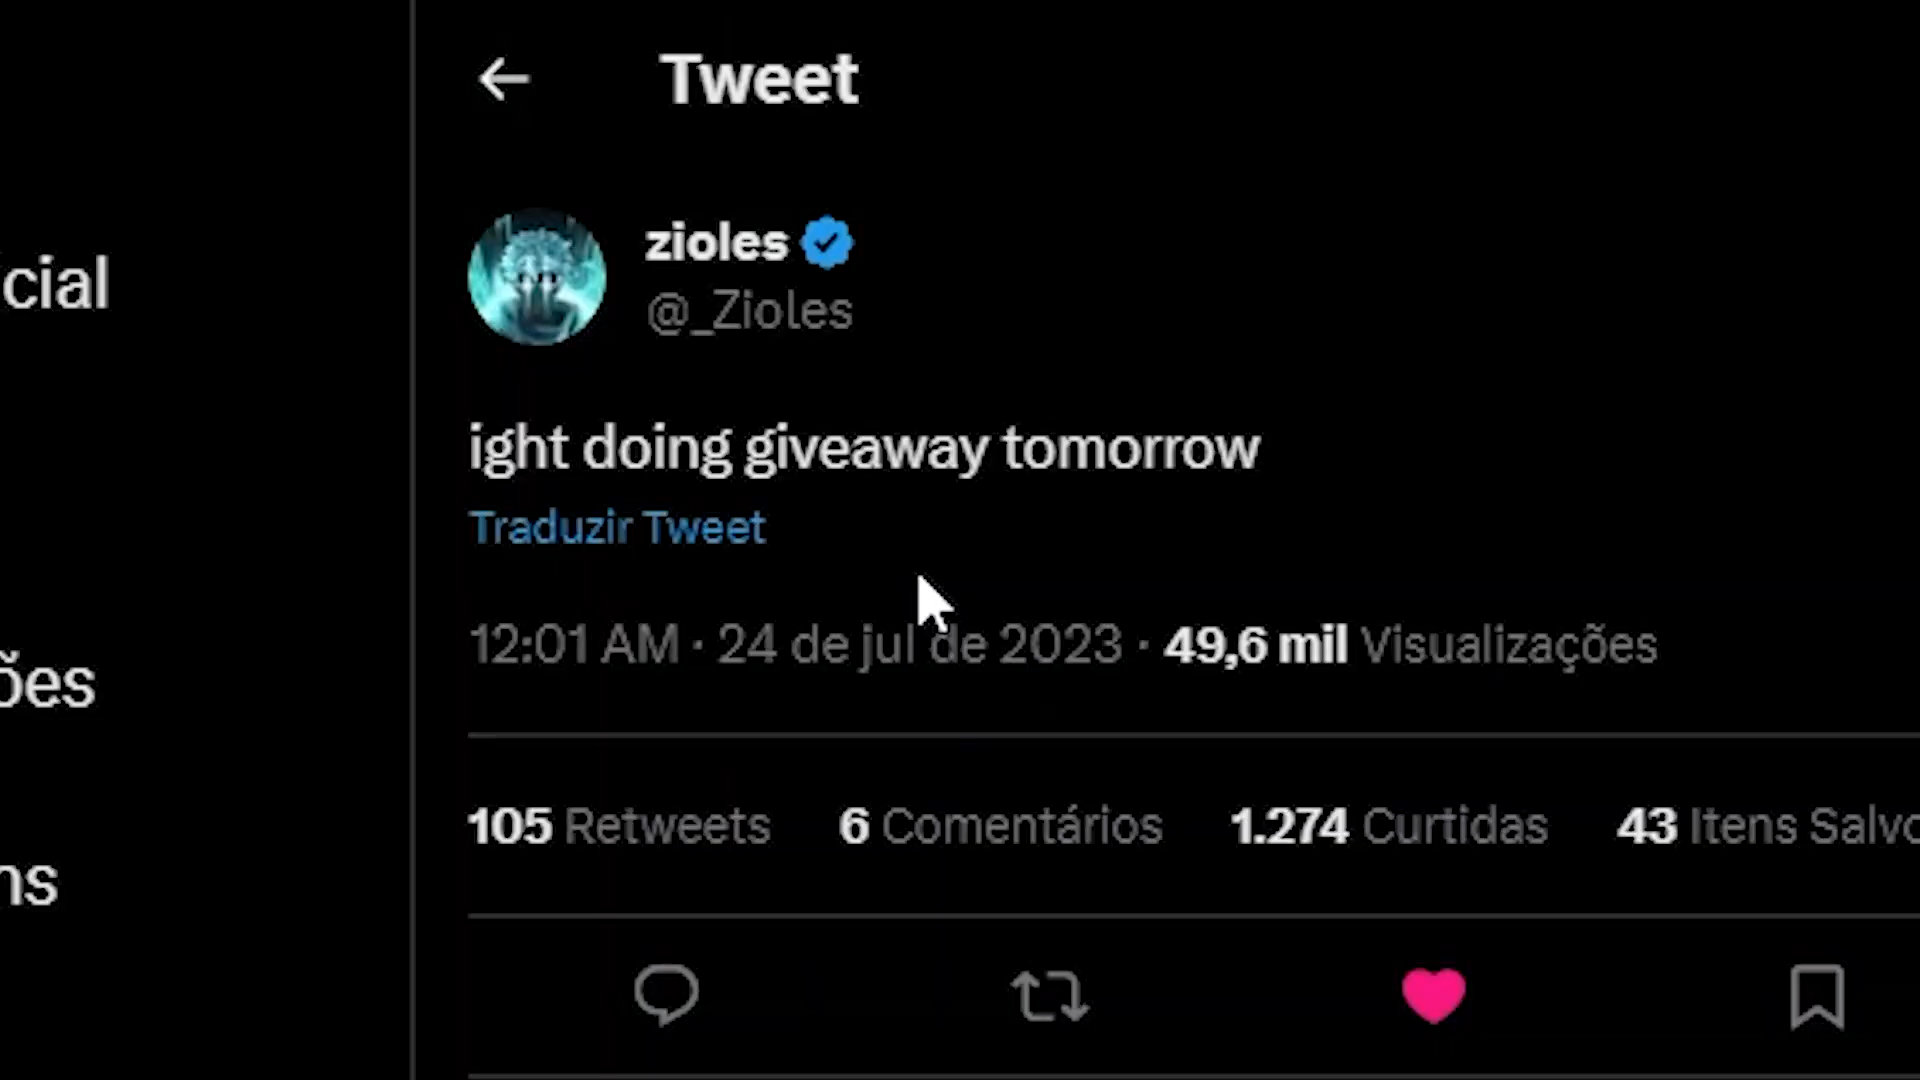 Tweet
zioles
@_Zioles
cial
ight doing giveaway tomorrow
Traduzir Tweet
12:01 AM · 24 de jul de 2023 · 49,6 mil Visualizações
ões
105 Retweets 6 Comentários 1.274 Curtidas 43 Itens Salvo
ns